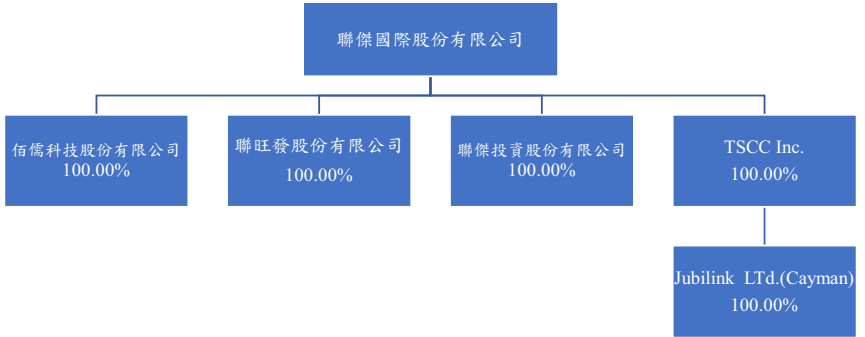 聯傑國際股份有限公司
佰儒科技股份有限公司
100.00%
聯旺發股份有限公司
100.00%
聯傑投資股份有限公司
100.00%
TSCC Inc.
100.00%
Jubilink LTd.(Cayman)
100.00%